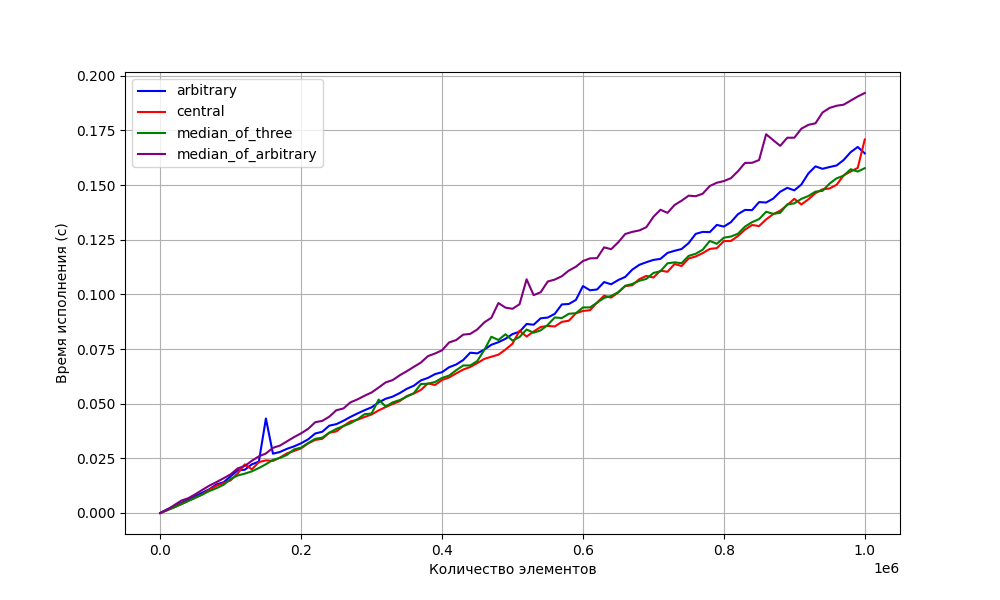 0.200
0.175
0.150
0.125
0.100
0.075
0.050
0.025
0.000
Время исполнения (с)
arbitrary
central
median_of_three
median_of_arbitrary
0.0
0.2
0.4
0.6
0.8
1.0
1e6
Количество элементов